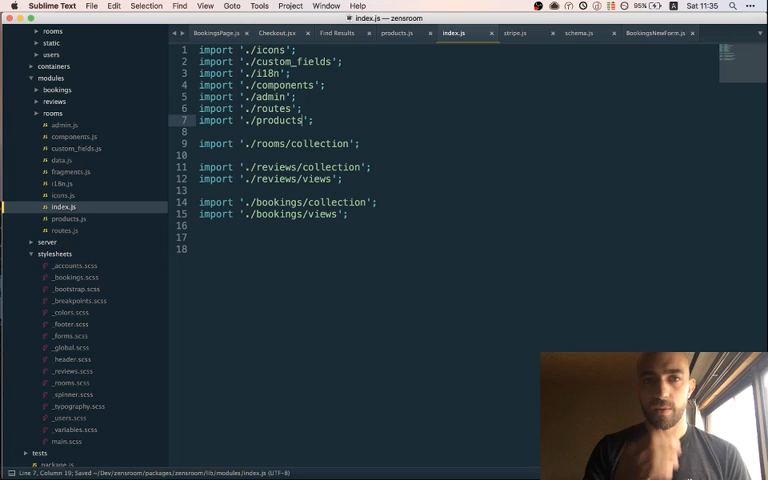 Sublime Text File Edit Selection Find View Goto Tools Project Window Help 95% Sat 11:35
index.js — zensroom
BookingsPage.js Checkout.jsx Find Results products.js index.js stripe.js schema.js BookingsNewForm.js
rooms
static
users
containers
modules
bookings
reviews
rooms
admin.js
components.js
custom_fields.js
data.js
fragments.js
i18n.js
icons.js
index.js
products.js
routes.js
server
stylesheets
_accounts.scss
_bookings.scss
_bootstrap.scss
_breakpoints.scss
_colors.scss
_footer.scss
_forms.scss
_global.scss
_header.scss
_reviews.scss
_rooms.scss
_spinner.scss
_typography.scss
_users.scss
_variables.scss
main.scss
tests
package.js
1 import './icons';
2 import './custom_fields';
3 import './i18n';
4 import './components';
5 import './admin';
6 import './routes';
7 import './products';
8
9 import './rooms/collection';
10
11 import './reviews/collection';
12 import './reviews/views';
13
14 import './bookings/collection';
15 import './bookings/views';
16
17
18
Line 7, Column 19; Saved ~/Dev/zensroom/packages/zensroom/lib/modules/index.js (UTF-8)